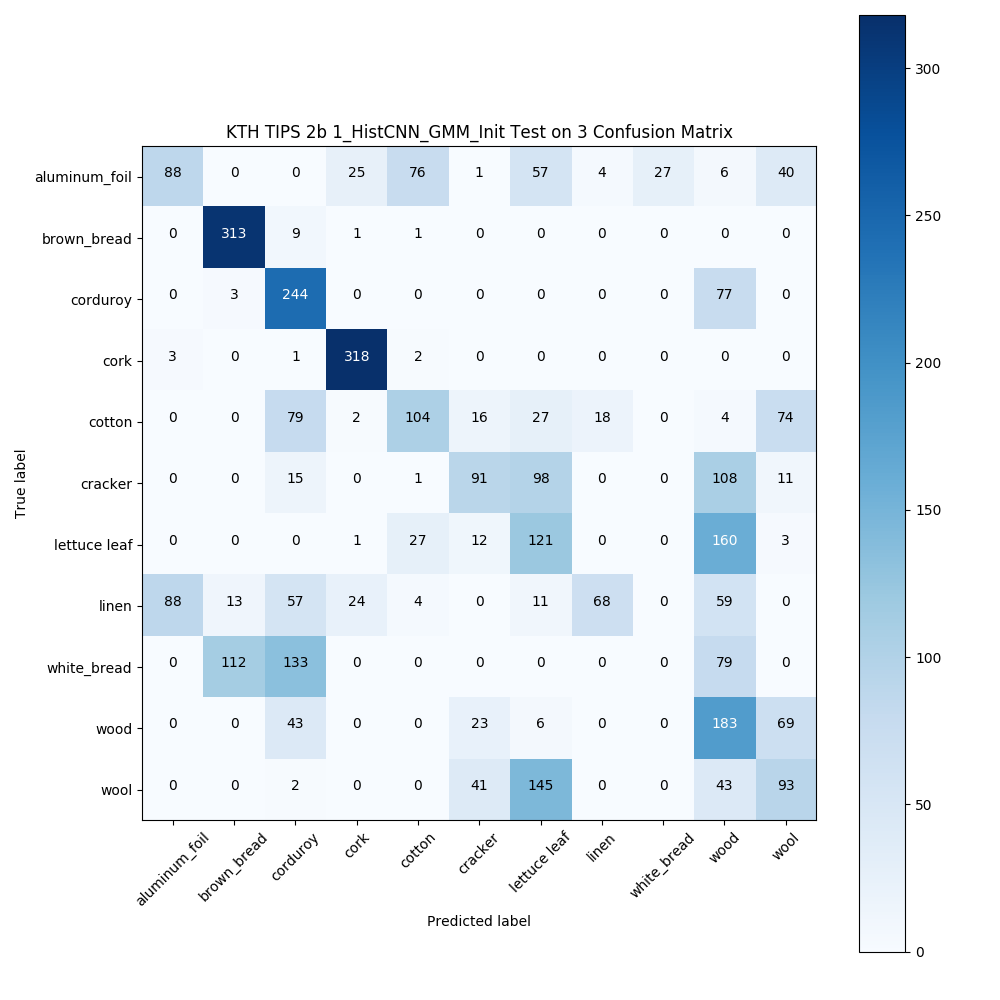 KTH TIPS 2b 1_HistCNN_GMM_Init Test on 3 Confusion Matrix
True label
aluminum_foil 88 0 0 25 76 1 57 4 27 6 40
brown_bread 0 313 9 1 1 0 0 0 0 0 0
corduroy 0 3 244 0 0 0 0 0 0 77 0
cork 3 0 1 318 2 0 0 0 0 0 0
cotton 0 0 79 2 104 16 27 18 0 4 74
cracker 0 0 15 0 1 91 98 0 0 108 11
lettuce leaf 0 0 0 1 27 12 121 0 0 160 3
linen 88 13 57 24 4 0 11 68 0 59 0
white_bread 0 112 133 0 0 0 0 0 0 79 0
wood 0 0 43 0 0 23 6 0 0 183 69
wool 0 0 2 0 0 41 145 0 0 43 93
aluminum_foil brown_bread corduroy cork cotton cracker lettuce leaf linen white_bread wood wool
Predicted label
300
250
200
150
100
50
0